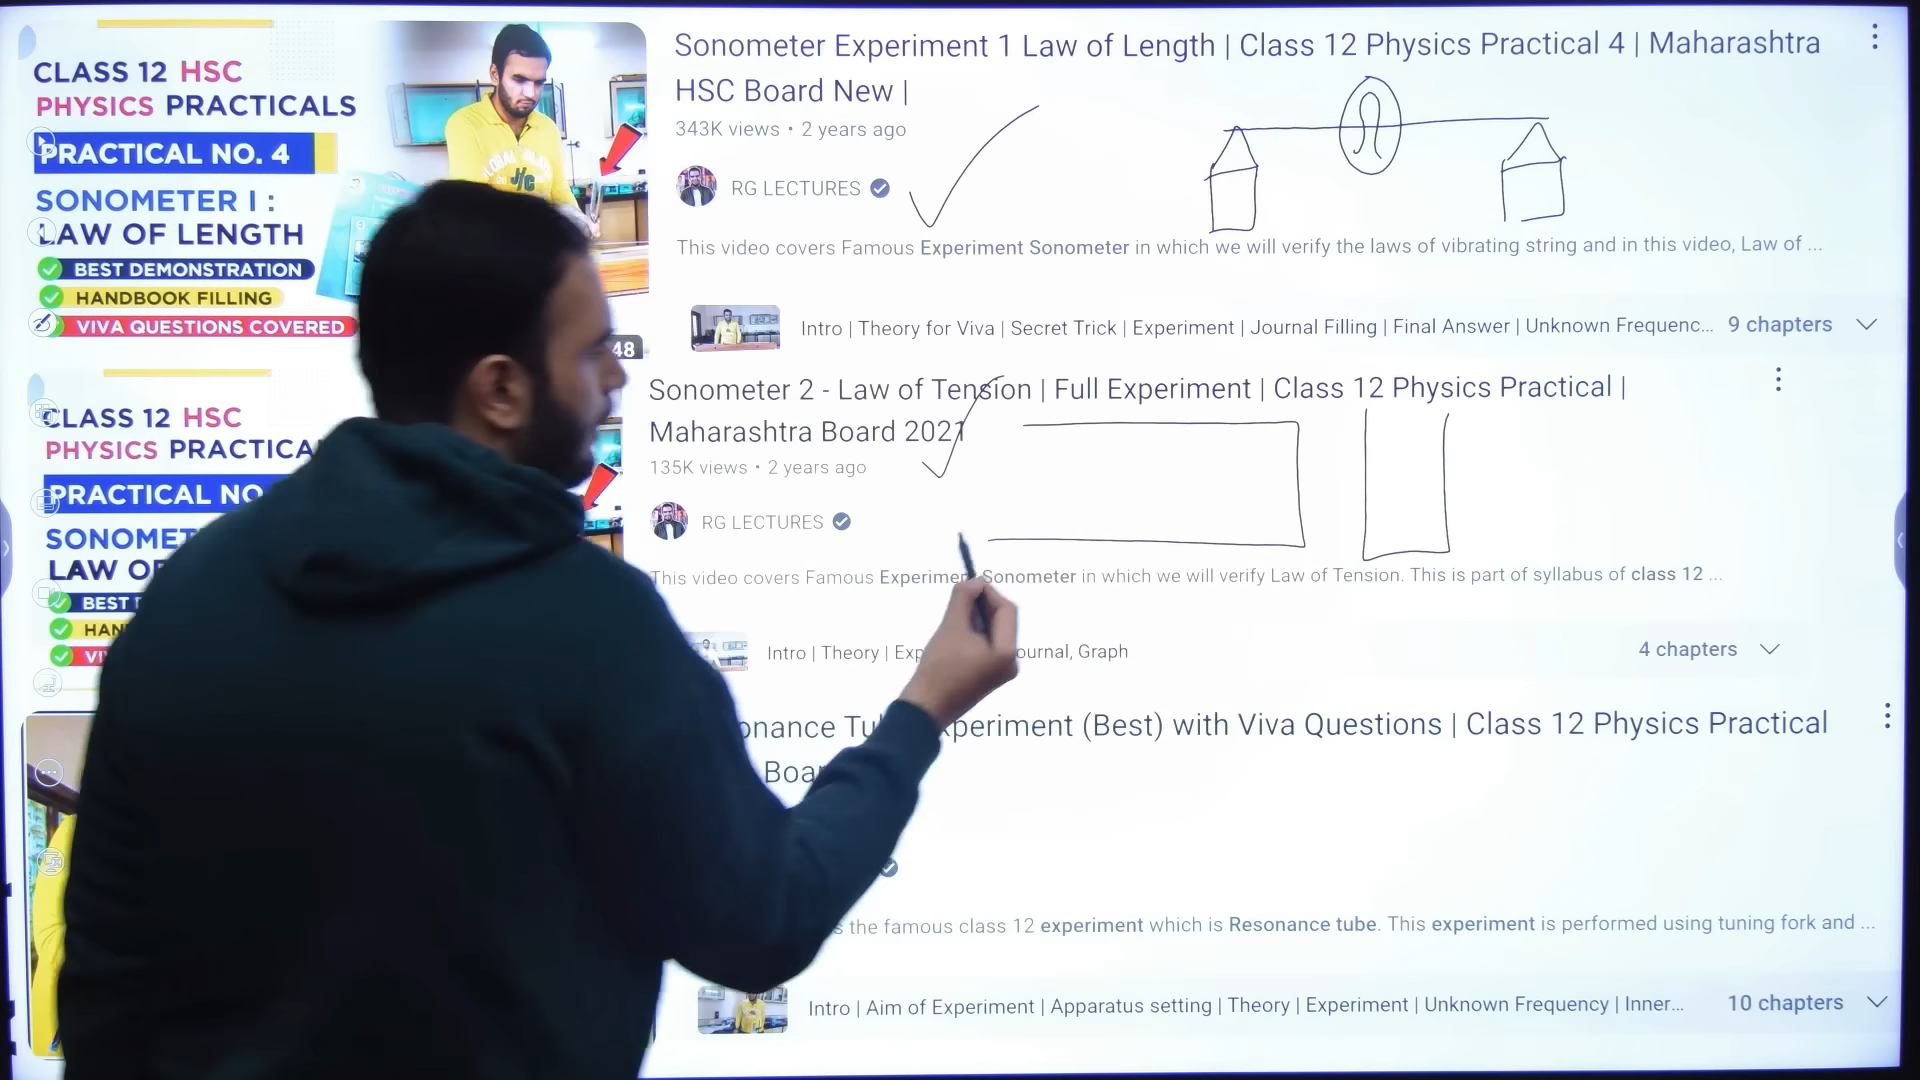 CLASS 12 HSC
PHYSICS PRACTICALS
PRACTICAL NO. 4
SONOMETER I :
LAW OF LENGTH
BEST DEMONSTRATION
HANDBOOK FILLING
VIVA QUESTIONS COVERED
J/C
48
Sonometer Experiment 1 Law of Length | Class 12 Physics Practical 4 | Maharashtra
HSC Board New |
343K views • 2 years ago
RG LECTURES
This video covers Famous Experiment Sonometer in which we will verify the laws of vibrating string and in this video, Law of ...
Intro | Theory for Viva | Secret Trick | Experiment | Journal Filling | Final Answer | Unknown Frequenc... 9 chapters
CLASS 12 HSC
PHYSICS PRACTICA
PRACTICAL NO
SONOMET
LAW OF
BEST
HAN
VI
Sonometer 2 - Law of Tension | Full Experiment | Class 12 Physics Practical |
Maharashtra Board 2021
135K views • 2 years ago
RG LECTURES
This video covers Famous Experiment Sonometer in which we will verify Law of Tension. This is part of syllabus of class 12 ...
Intro | Theory | Exp ournal, Graph
4 chapters
onance Tu xperiment (Best) with Viva Questions | Class 12 Physics Practical
Boar
the famous class 12 experiment which is Resonance tube. This experiment is performed using tuning fork and ...
Intro | Aim of Experiment | Apparatus setting | Theory | Experiment | Unknown Frequency | Inner... 10 chapters